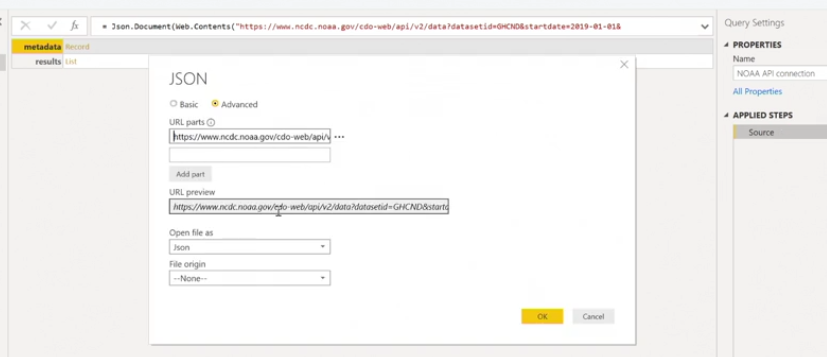 fx = Json.Document(Web.Contents("https://www.ncdc.noaa.gov/cdo-web/api/v2/data?datasetid=GHCND&startdate=2019-01-01&
metadata Record
results List
JSON
Basic Advanced
URL parts
https://www.ncdc.noaa.gov/cdo-web/api/v ...
Add part
URL preview
https://www.ncdc.noaa.gov/cdo-web/api/v2/data?datasetid=GHCND&startd
Open file as
Json
File origin
--None--
OK Cancel
Query Settings
PROPERTIES
Name
NOAA API connection
All Properties
APPLIED STEPS
Source